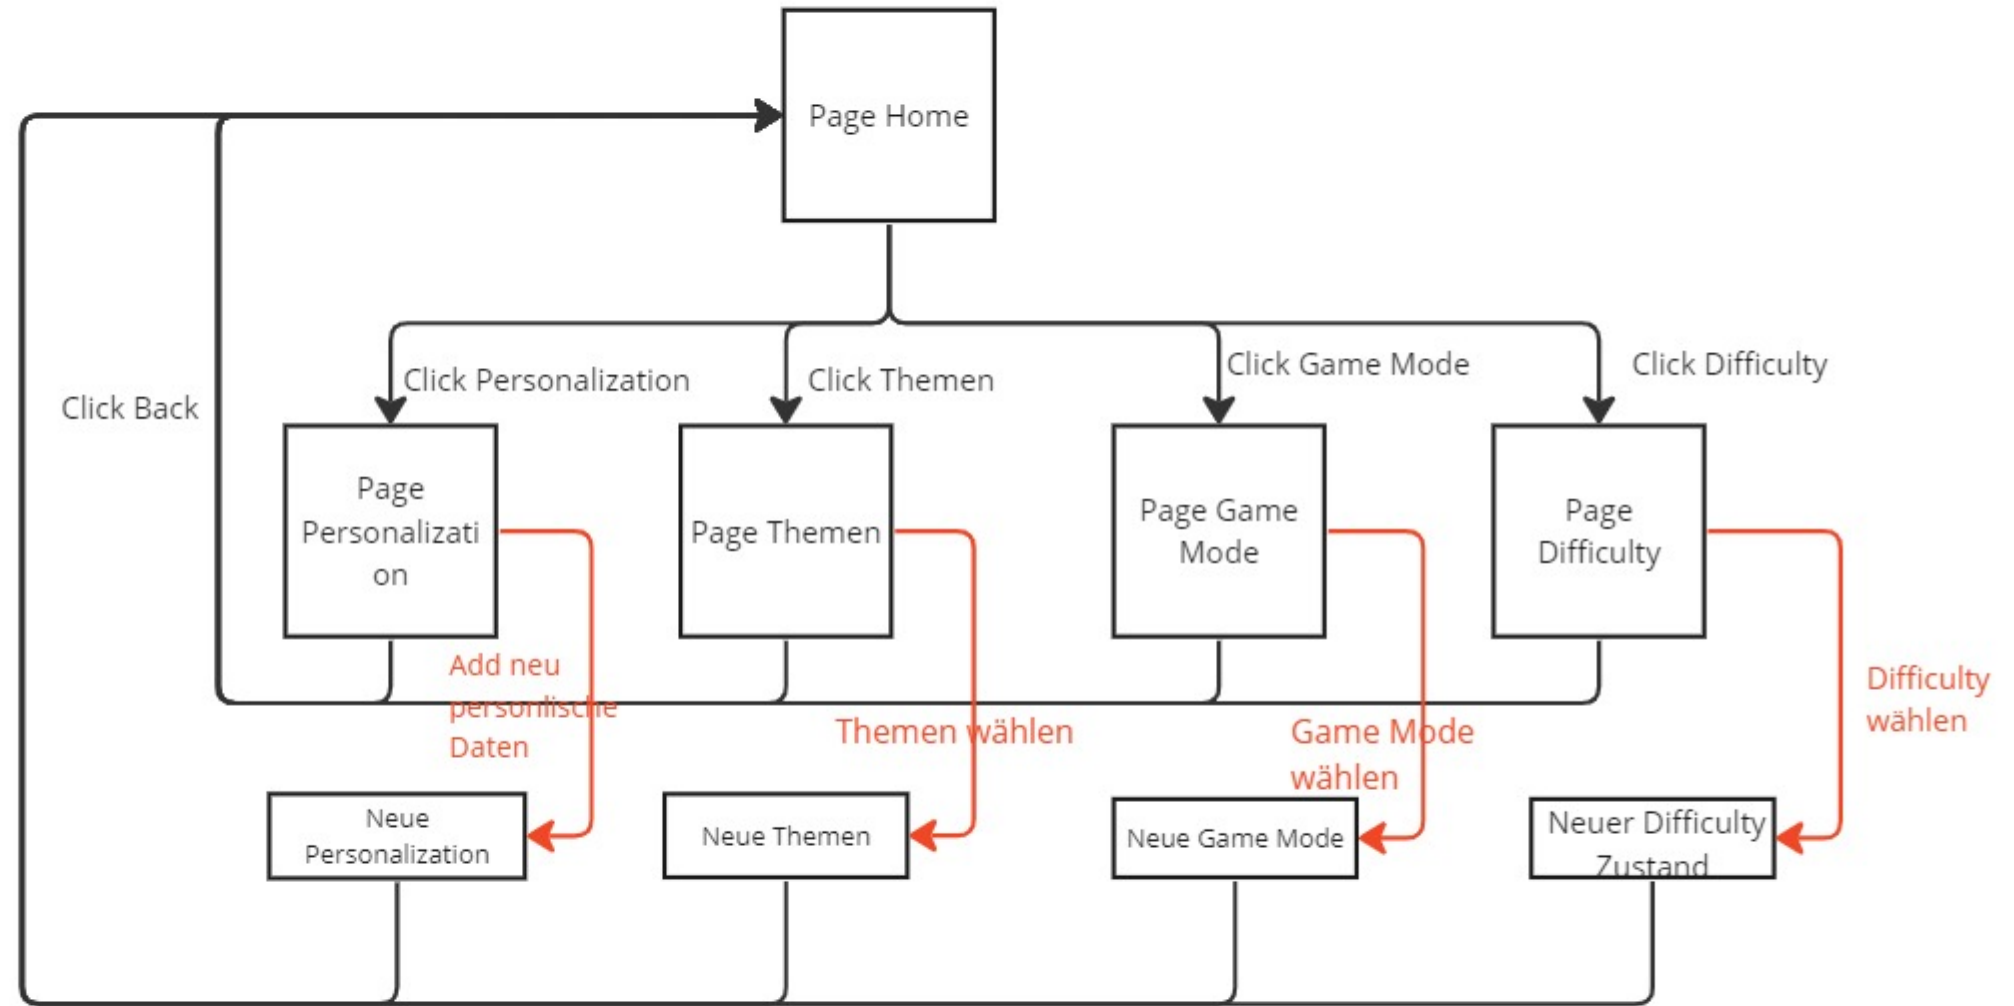 Page Home
Click Personalization
Click Themen
Click Game Mode
Click Difficulty
Click Back
Page
Personalizati
on
Page Themen
Page Game
Mode
Page
Difficulty
Add neu
personlische
Daten
Themen wählen
Game Mode
wählen
Difficulty
wählen
Neue
Personalization
Neue Themen
Neue Game Mode
Neuer Difficulty
Zustand